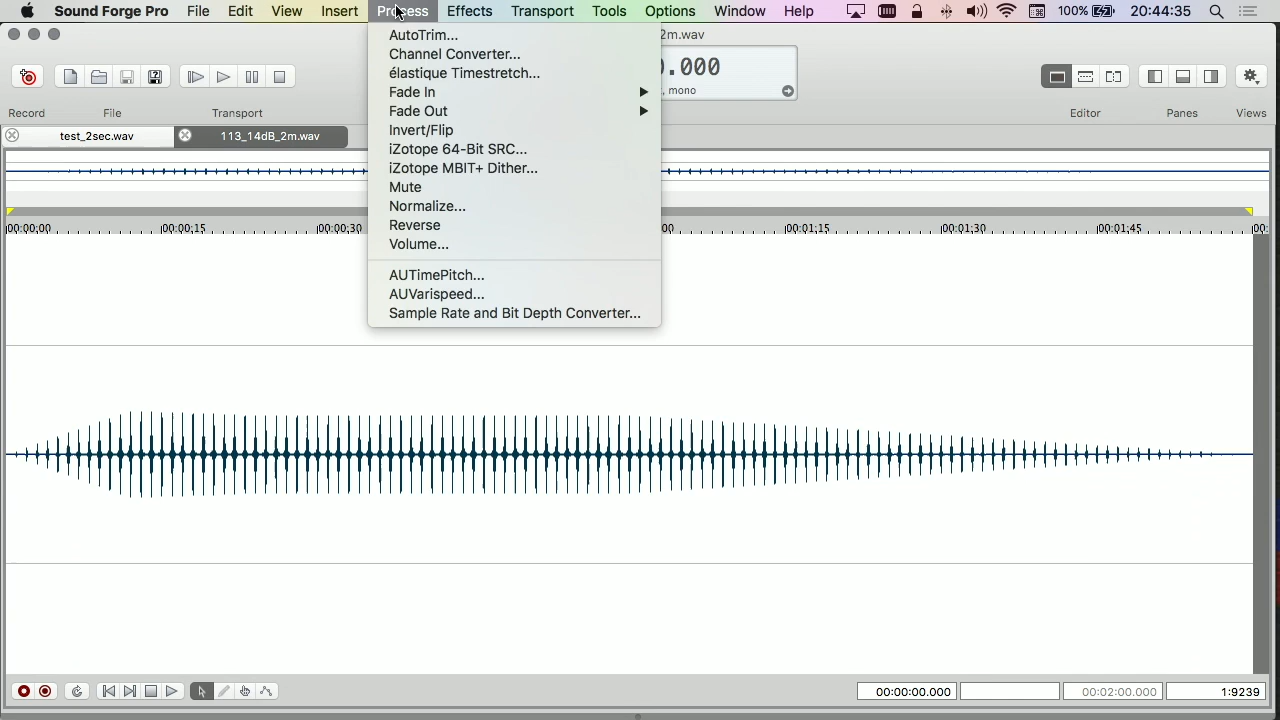 Sound Forge Pro File Edit View Insert Process Effects Transport Tools Options Window Help 100% 20:44:35
AutoTrim...
2m.wav
Channel Converter...
élastique Timestretch...
.000
Fade In
, mono
Fade Out
Record File Transport Editor Panes Views
Invert/Flip
test_2sec.wav 113_14dB_2m.wav
iZotope 64-Bit SRC...
iZotope MBIT+ Dither...
Mute
Normalize...
Reverse
00:00:00 00:00:15 00:00:30 00 00:01:15 00:01:30 00:01:45 00:
Volume...
AUTimePitch...
AUVarispeed...
Sample Rate and Bit Depth Converter...
00:00:00.000 00:02:00.000 1:9239